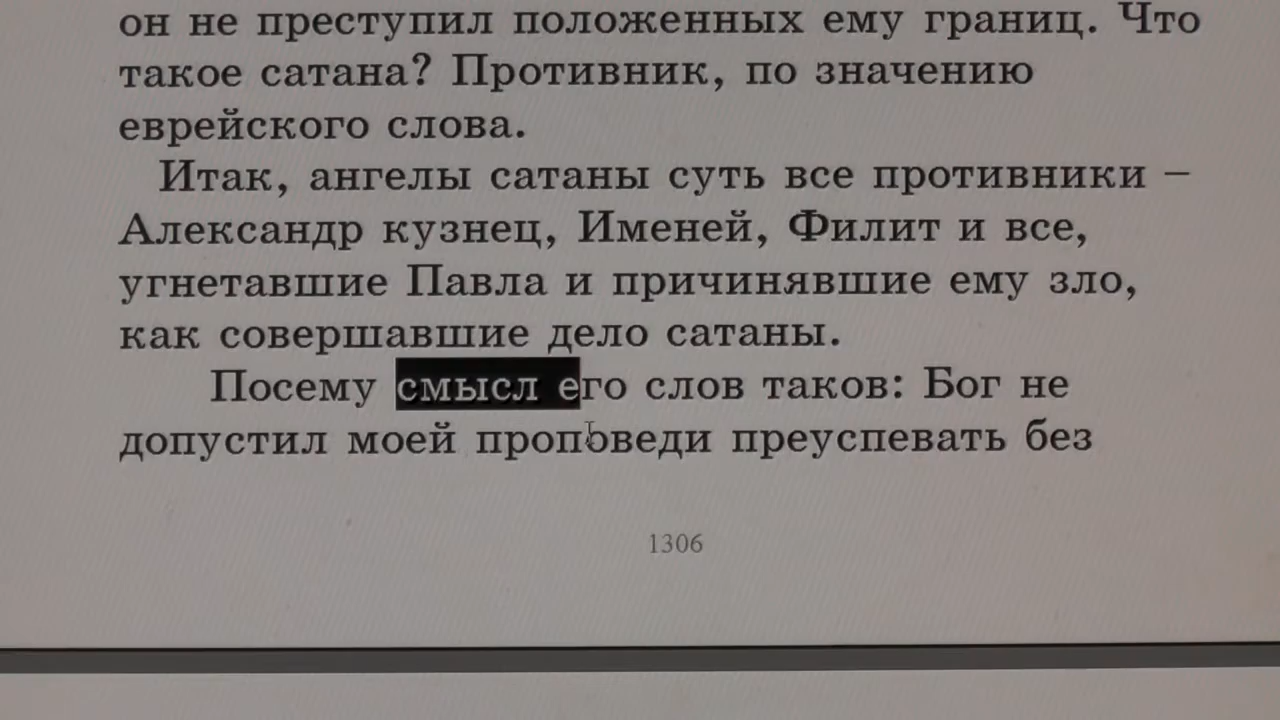 он не преступил положенных ему границ. Что
такое сатана? Противник, по значению
еврейского слова.
Итак, ангелы сатаны суть все противники –
Александр кузнец, Именей, Филит и все,
угнетавшие Павла и причинявшие ему зло,
как совершавшие дело сатаны.
Посему смысл его слов таков: Бог не
допустил моей проповеди преуспевать без
1306